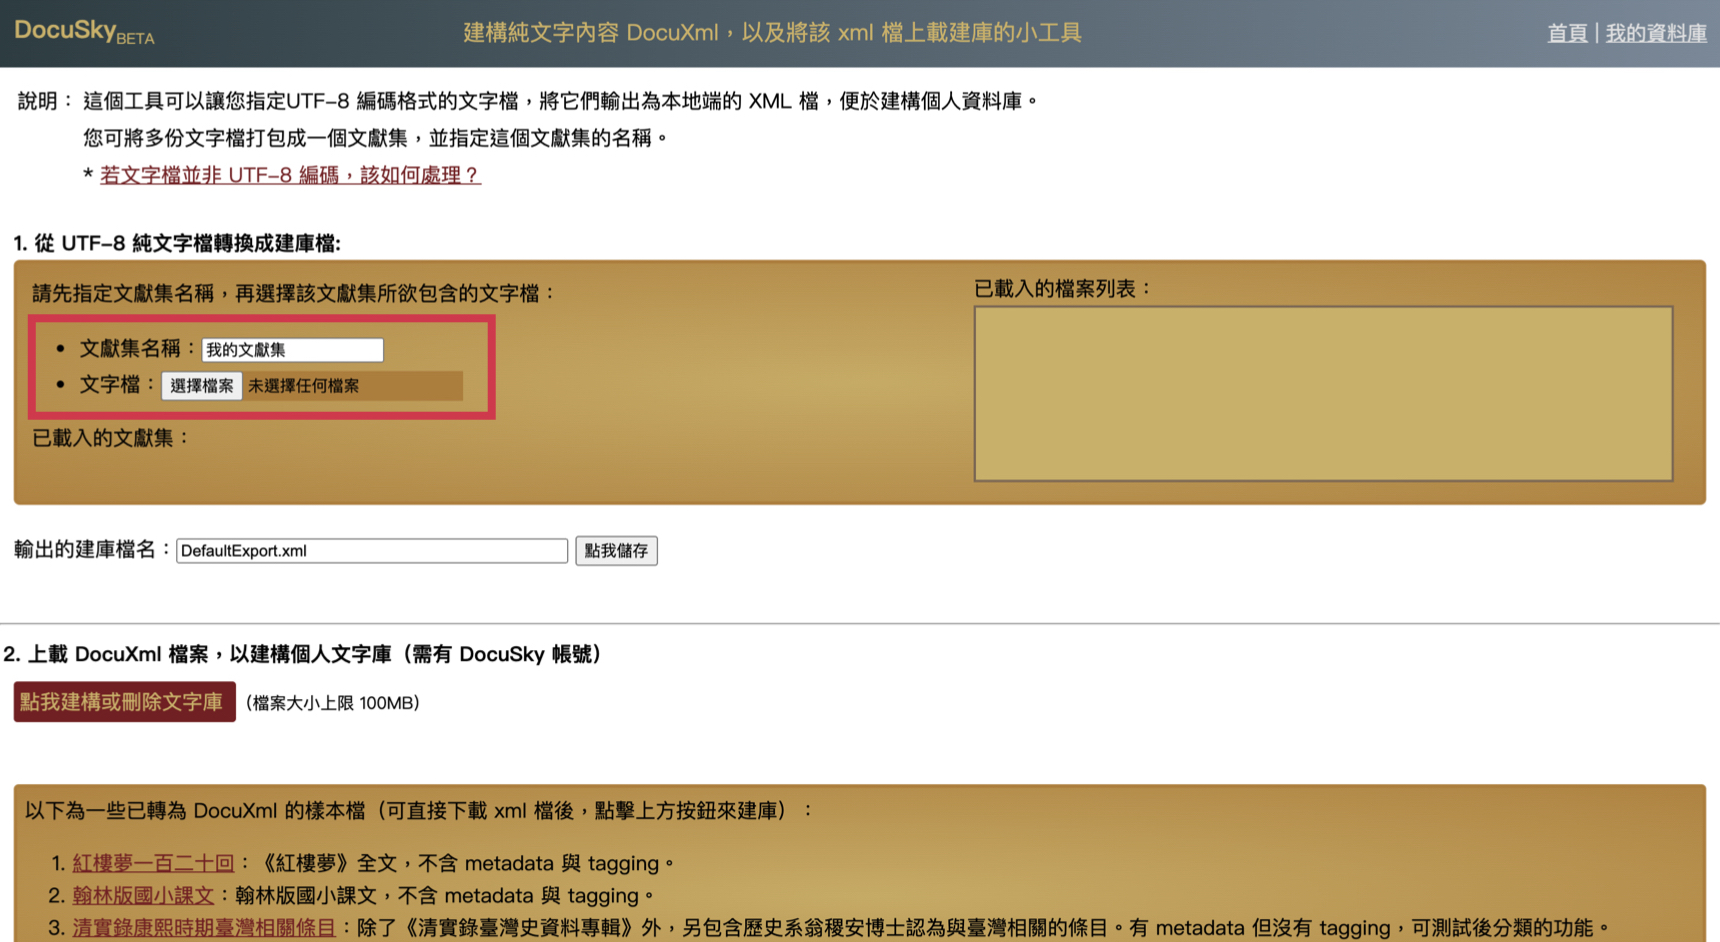 DocuSkyBETA
建構純文字內容 DocuXml，以及將該 xml 檔上載建庫的小工具
首頁 | 我的資料庫
說明： 這個工具可以讓您指定UTF-8 編碼格式的文字檔，將它們輸出為本地端的 XML 檔，便於建構個人資料庫。
您可將多份文字檔打包成一個文獻集，並指定這個文獻集的名稱。
* 若文字檔並非 UTF-8 編碼，該如何處理？
1. 從 UTF-8 純文字檔轉換成建庫檔:
請先指定文獻集名稱，再選擇該文獻集所欲包含的文字檔：
• 文獻集名稱：我的文獻集
• 文字檔：選擇檔案 未選擇任何檔案
已載入的文獻集：
已載入的檔案列表：
輸出的建庫檔名：DefaultExport.xml 點我儲存
2. 上載 DocuXml 檔案，以建構個人文字庫（需有 DocuSky 帳號）
點我建構或刪除文字庫 (檔案大小上限 100MB)
以下為一些已轉為 DocuXml 的樣本檔（可直接下載 xml 檔後，點擊上方按鈕來建庫）：
1. 紅樓夢一百二十回：《紅樓夢》全文，不含 metadata 與 tagging。
2. 翰林版國小課文：翰林版國小課文，不含 metadata 與 tagging。
3. 清實錄康熙時期臺灣相關條目：除了《清實錄臺灣史資料專輯》外，另包含歷史系翁稷安博士認為與臺灣相關的條目。有 metadata 但沒有 tagging，可測試後分類的功能。